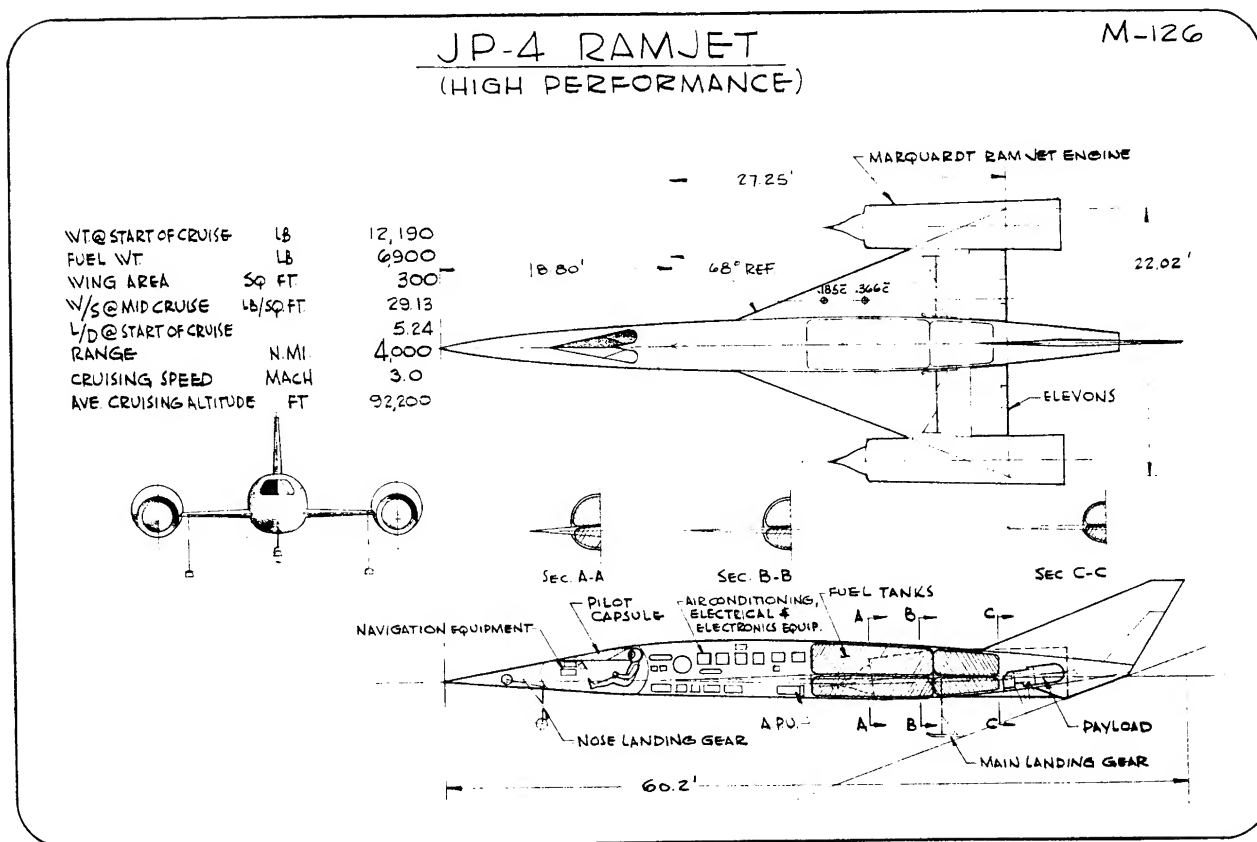 M-126
JP-4 RAMJET
(HIGH PERFORMANCE)
MARQUARDT RAMJET ENGINE
27.25'
WT @ START OF CRUISE LB 12,190
FUEL WT. LB 6900
WING AREA SQ FT. 300
W/S @ MID CRUISE LB/SQ.FT. 29.13
L/D @ START OF CRUISE 5.24
RANGE N.MI. 4,000
CRUISING SPEED MACH 3.0
AVE. CRUISING ALTITUDE FT 92,200
18.80'
68° REF
22.02'
.185c̄ .366c̄
ELEVONS
SEC. A-A
SEC. B-B
SEC C-C
PILOT
CAPSULE
AIR CONDITIONING,
ELECTRICAL &
ELECTRONICS EQUIP.
FUEL TANKS
A B C
NAVIGATION EQUIPMENT
A.P.U.
A B C
PAYLOAD
NOSE LANDING GEAR
MAIN LANDING GEAR
60.2'